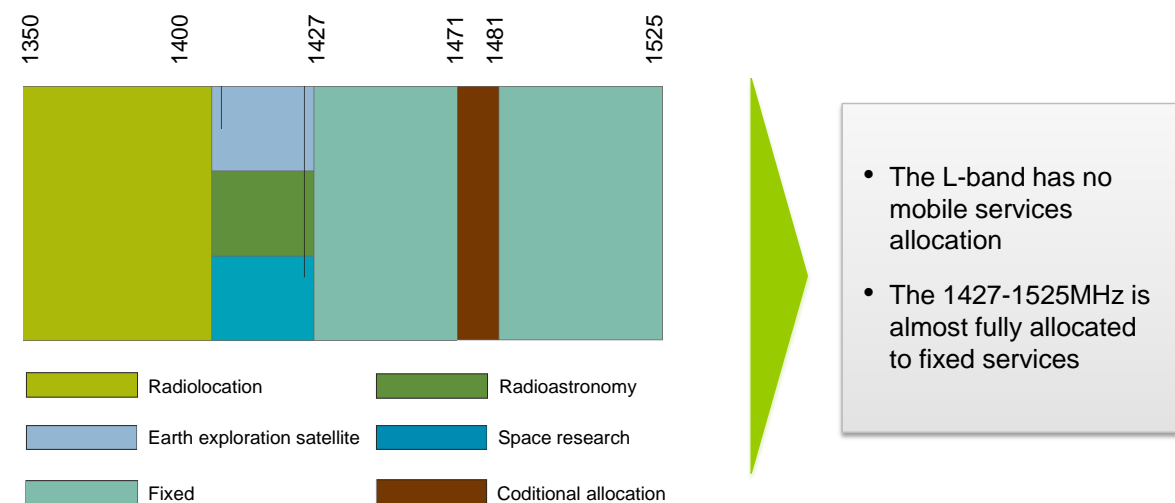 1350
1400
1427
1471
1481
1525
• The L-band has no
mobile services
allocation
• The 1427-1525MHz is
almost fully allocated
to fixed services
Radiolocation
Radioastronomy
Earth exploration satellite
Space research
Fixed
Coditional allocation